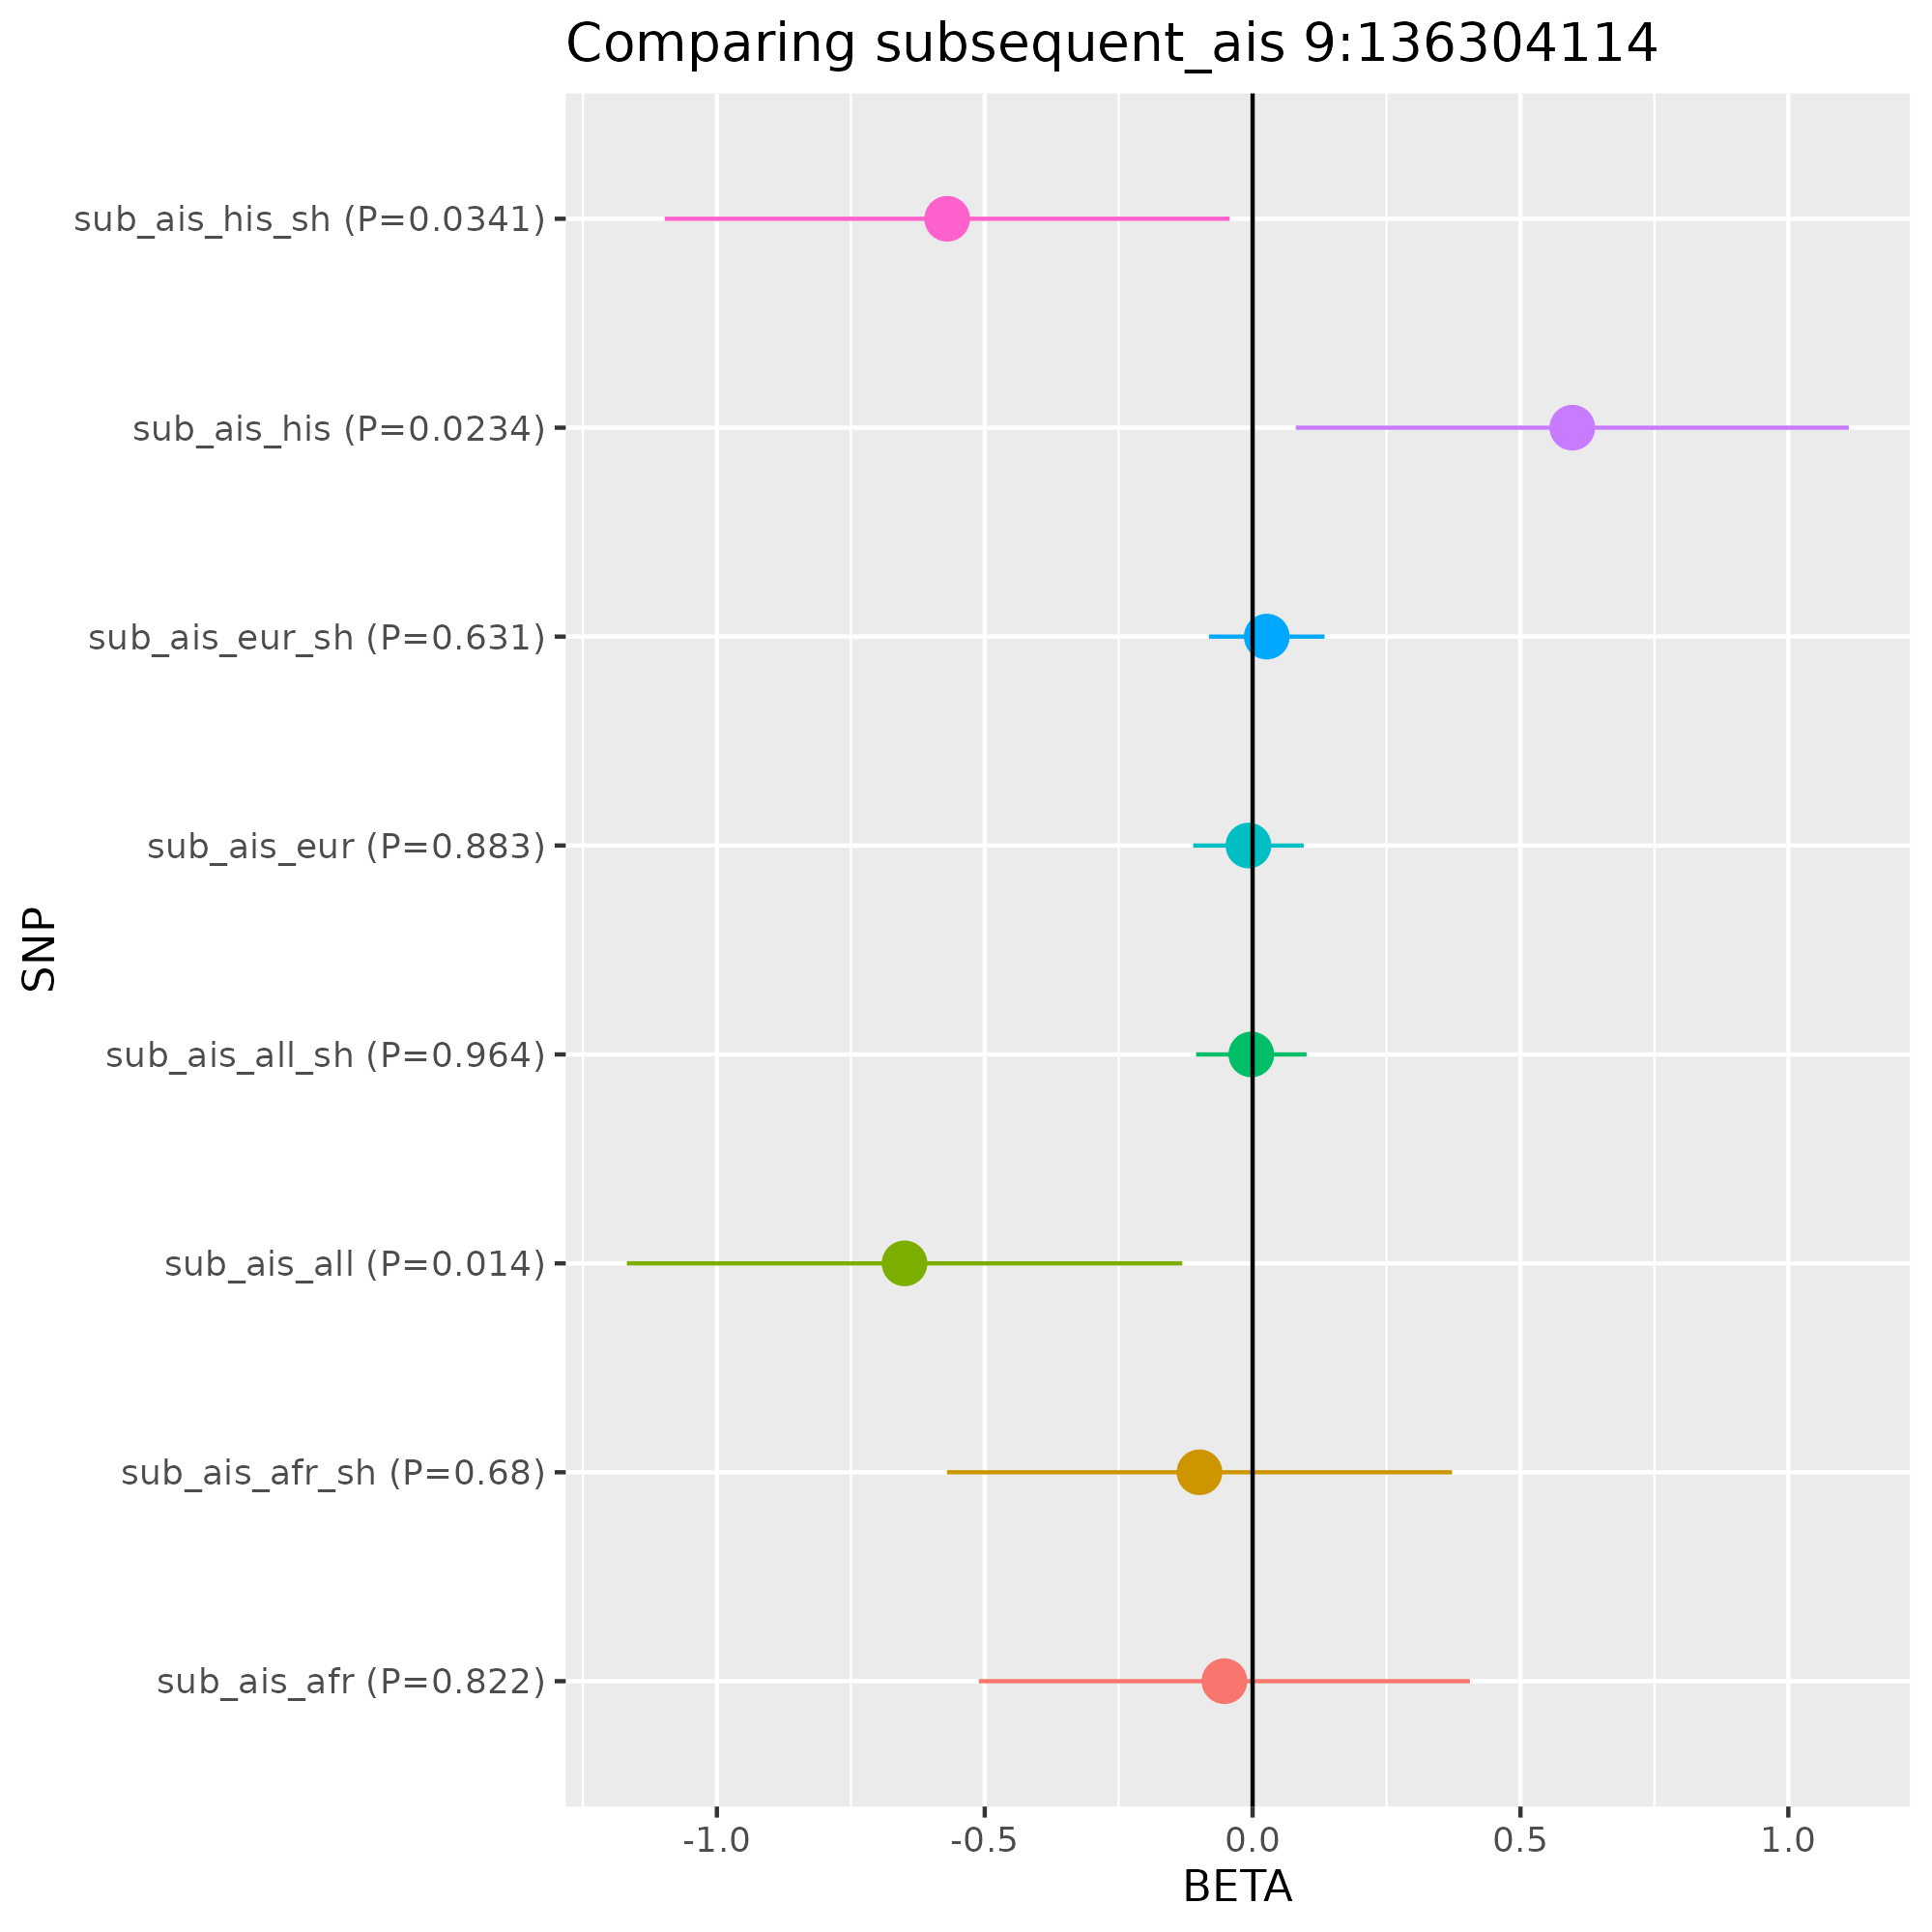 Comparing subsequent_ais 9:136304114
sub_ais_his_sh (P=0.0341)
sub_ais_his (P=0.0234)
sub_ais_eur_sh (P=0.631)
sub_ais_eur (P=0.883)
SNP
sub_ais_all_sh (P=0.964)
sub_ais_all (P=0.014)
sub_ais_afr_sh (P=0.68)
sub_ais_afr (P=0.822)
-1.0 -0.5 0.0 0.5 1.0
BETA